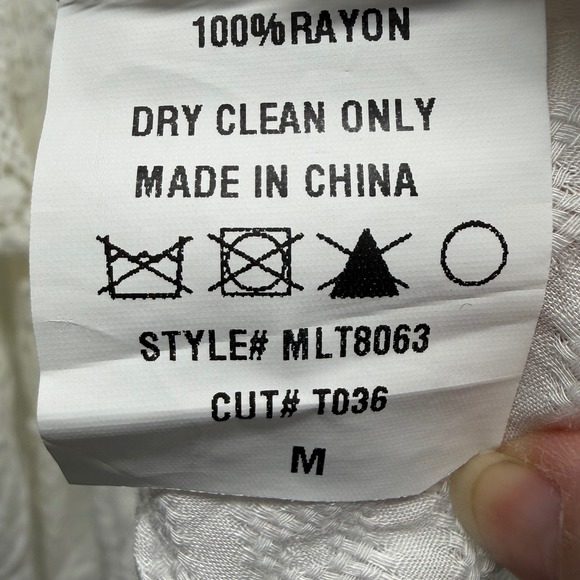 100%RAYON
DRY CLEAN ONLY
MADE IN CHINA
STYLE# MLT8063
CUT# T036
M